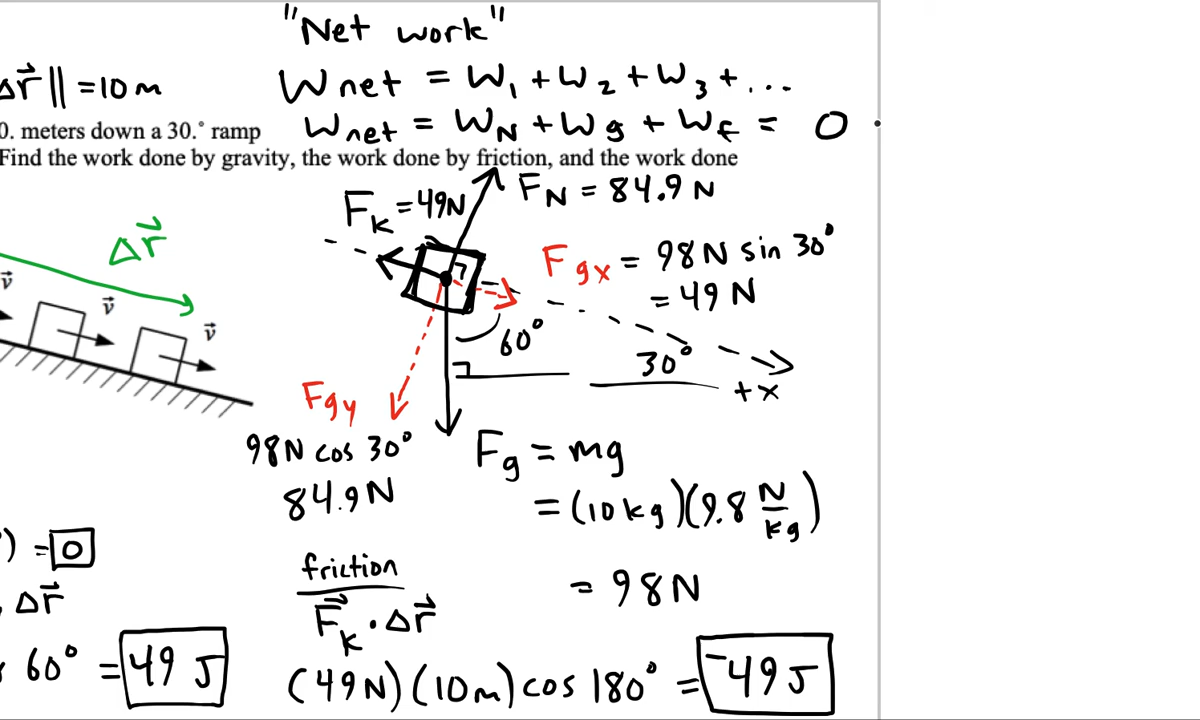 "Net work"
Δr⃗|| = 10 m
W net = W₁ + W₂ + W₃ + ...
0. meters down a 30.° ramp
Wnet = WN + Wg + Wf = 0
Find the work done by gravity, the work done by friction, and the work done
Fk = 49N
FN = 84.9 N
Δr⃗
Fgx = 98N sin 30°
= 49 N
v⃗
v⃗
v⃗
60°
30°
+x
Fgy
98N cos 30°
84.9N
Fg = mg
= (10 kg)(9.8 N/kg)
= 98N
) = 0
Δr⃗
friction
F⃗k · Δr⃗
60° = 49 J
(49N)(10m) cos 180° = -49 J